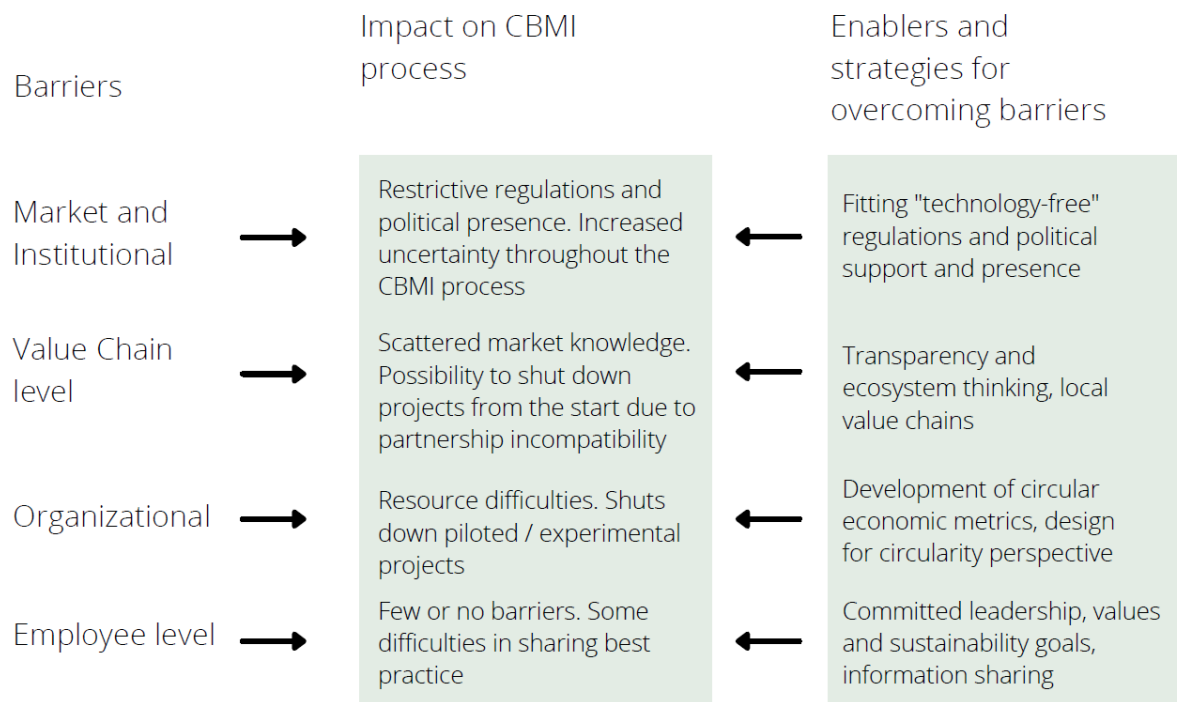 Barriers
Impact on CBMI
process
Enablers and
strategies for
overcoming barriers
Market and
Institutional
Restrictive regulations and
political presence. Increased
uncertainty throughout the
CBMI process
Fitting "technology-free"
regulations and political
support and presence
Value Chain
level
Scattered market knowledge.
Possibility to shut down
projects from the start due to
partnership incompatibility
Transparency and
ecosystem thinking, local
value chains
Organizational
Resource difficulties. Shuts
down piloted / experimental
projects
Development of circular
economic metrics, design
for circularity perspective
Employee level
Few or no barriers. Some
difficulties in sharing best
practice
Committed leadership, values
and sustainability goals,
information sharing